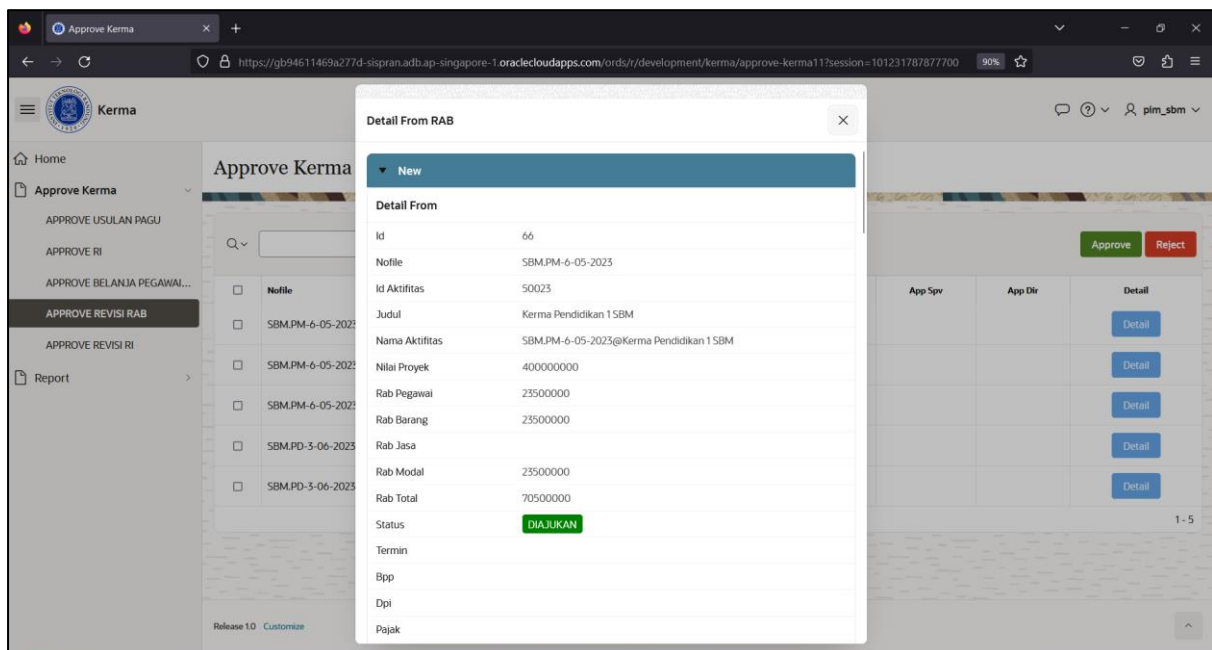 Approve Kerma
https://gb94611469a277d-sispran.adb.ap-singapore-1.oraclecloudapps.com/ords/r/development/kerma/approve-kerma11?session=101231787877700
90%
Kerma
pim_sbm
Home
Approve Kerma
APPROVE USULAN PAGU
APPROVE RI
APPROVE BELANJA PEGAWAI...
APPROVE REVISI RAB
APPROVE REVISI RI
Report
Approve Kerma
Approve Reject
Nofile App Spv App Dir Detail
SBM.PM-6-05-2023 Detail
SBM.PM-6-05-2023 Detail
SBM.PM-6-05-2023 Detail
SBM.PD-3-06-2023 Detail
SBM.PD-3-06-2023 Detail
1 - 5
Release 1.0 Customize
Detail From RAB
New
Detail From
Id 66
Nofile SBM.PM-6-05-2023
Id Aktifitas 50023
Judul Kerma Pendidikan 1 SBM
Nama Aktifitas SBM.PM-6-05-2023@Kerma Pendidikan 1 SBM
Nilai Proyek 400000000
Rab Pegawai 23500000
Rab Barang 23500000
Rab Jasa
Rab Modal 23500000
Rab Total 70500000
Status DIAJUKAN
Termin
Bpp
Dpi
Pajak